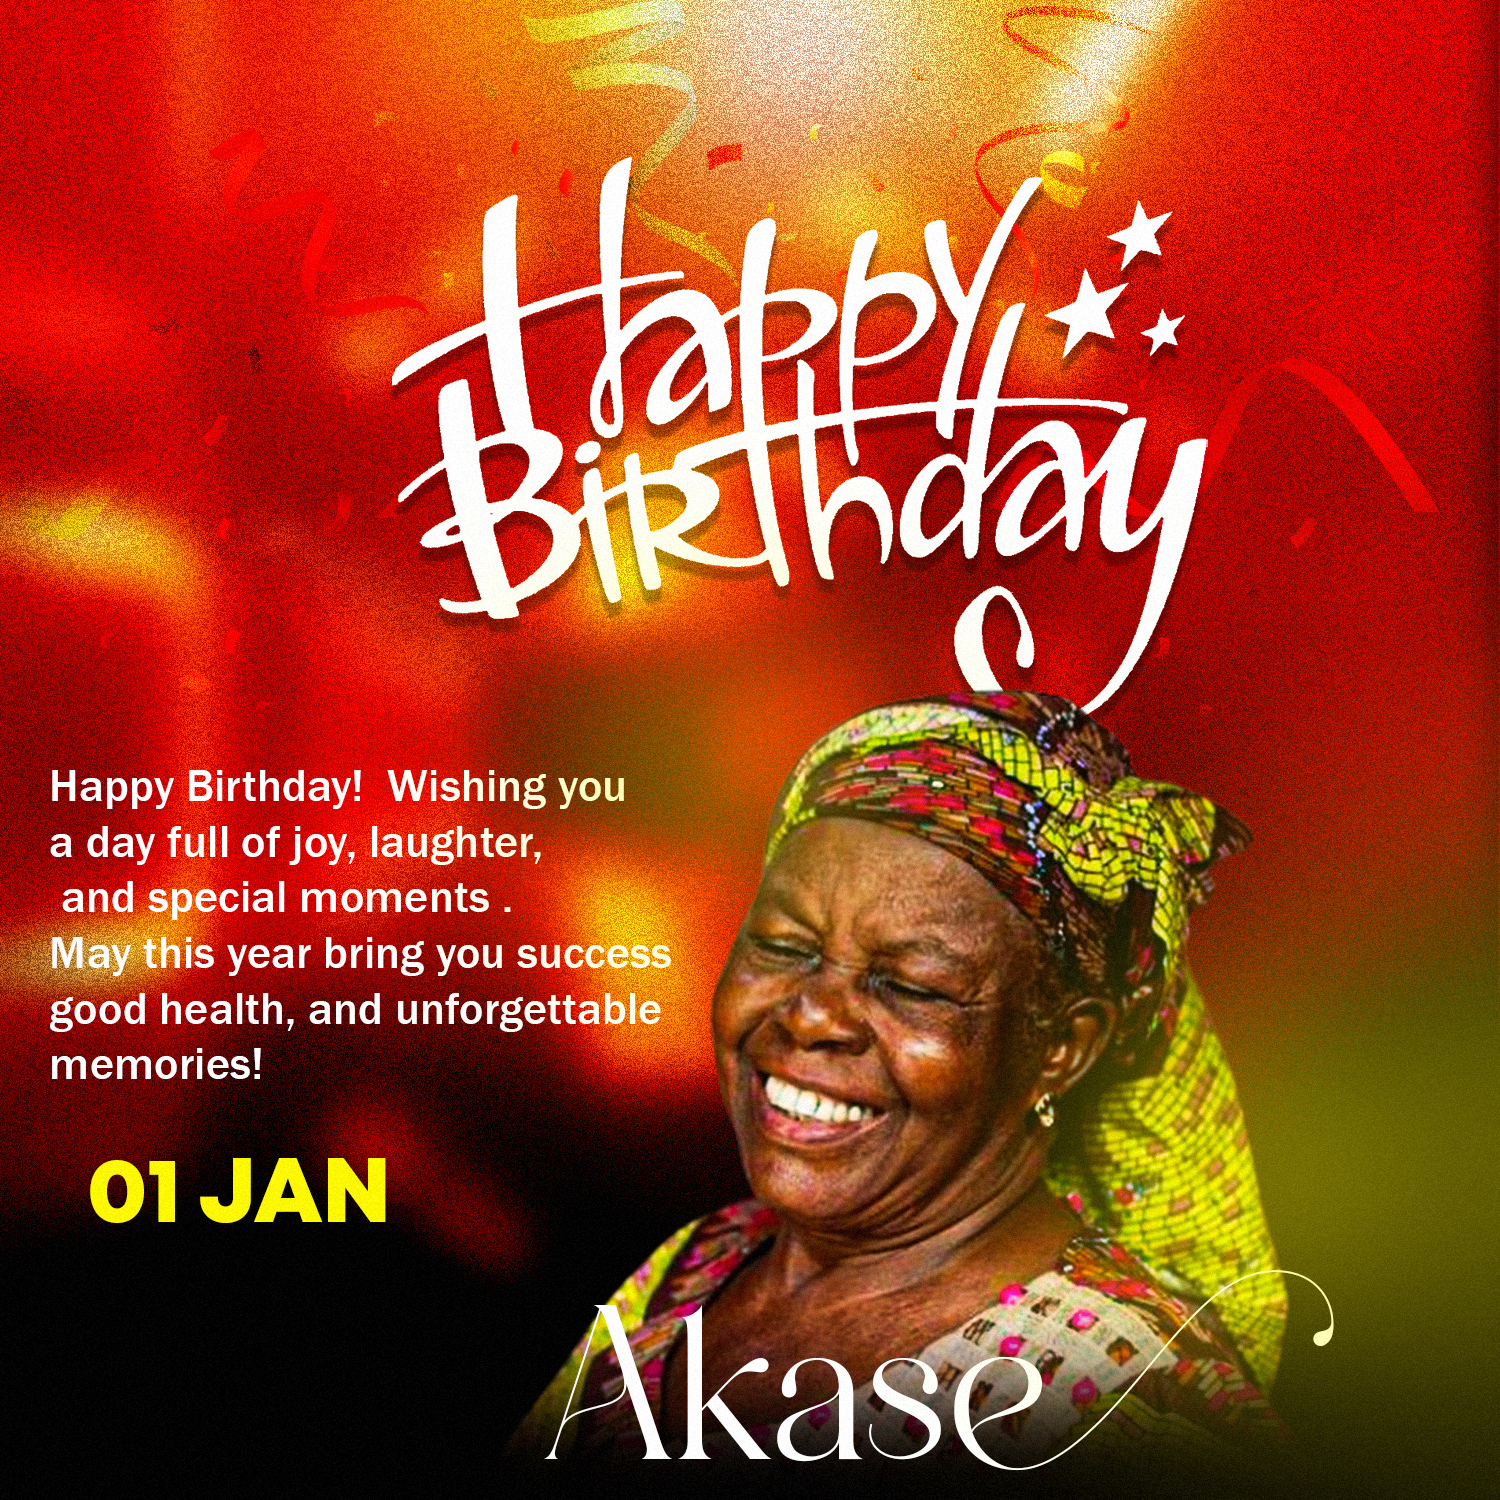 Happy
Birthday
Happy Birthday!  Wishing you
a day full of joy, laughter,
and special moments .
May this year bring you success
good health, and unforgettable
memories!
01 JAN
Akase